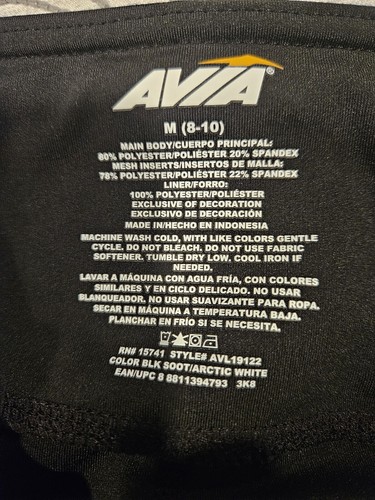 AVIA®
M (8-10)
MAIN BODY/CUERPO PRINCIPAL:
80% POLYESTER/POLIÉSTER 20% SPANDEX
MESH INSERTS/INSERTOS DE MALLA:
78% POLYESTER/POLIÉSTER 22% SPANDEX
LINER/FORRO:
100% POLYESTER/POLIÉSTER
EXCLUSIVE OF DECORATION
EXCLUSIVO DE DECORACIÓN
MADE IN/HECHO EN INDONESIA
MACHINE WASH COLD, WITH LIKE COLORS GENTLE
CYCLE. DO NOT BLEACH. DO NOT USE FABRIC
SOFTENER. TUMBLE DRY LOW. COOL IRON IF
NEEDED.
LAVAR A MÁQUINA CON AGUA FRÍA, CON COLORES
SIMILARES Y EN CICLO DELICADO. NO USAR
BLANQUEADOR. NO USAR SUAVIZANTE PARA ROPA.
SECAR EN MÁQUINA A TEMPERATURA BAJA.
PLANCHAR EN FRÍO SI SE NECESITA.
RN# 15741 STYLE# AVL19122
COLOR BLK SOOT/ARCTIC WHITE
EAN/UPC 8 8811394793 3K8